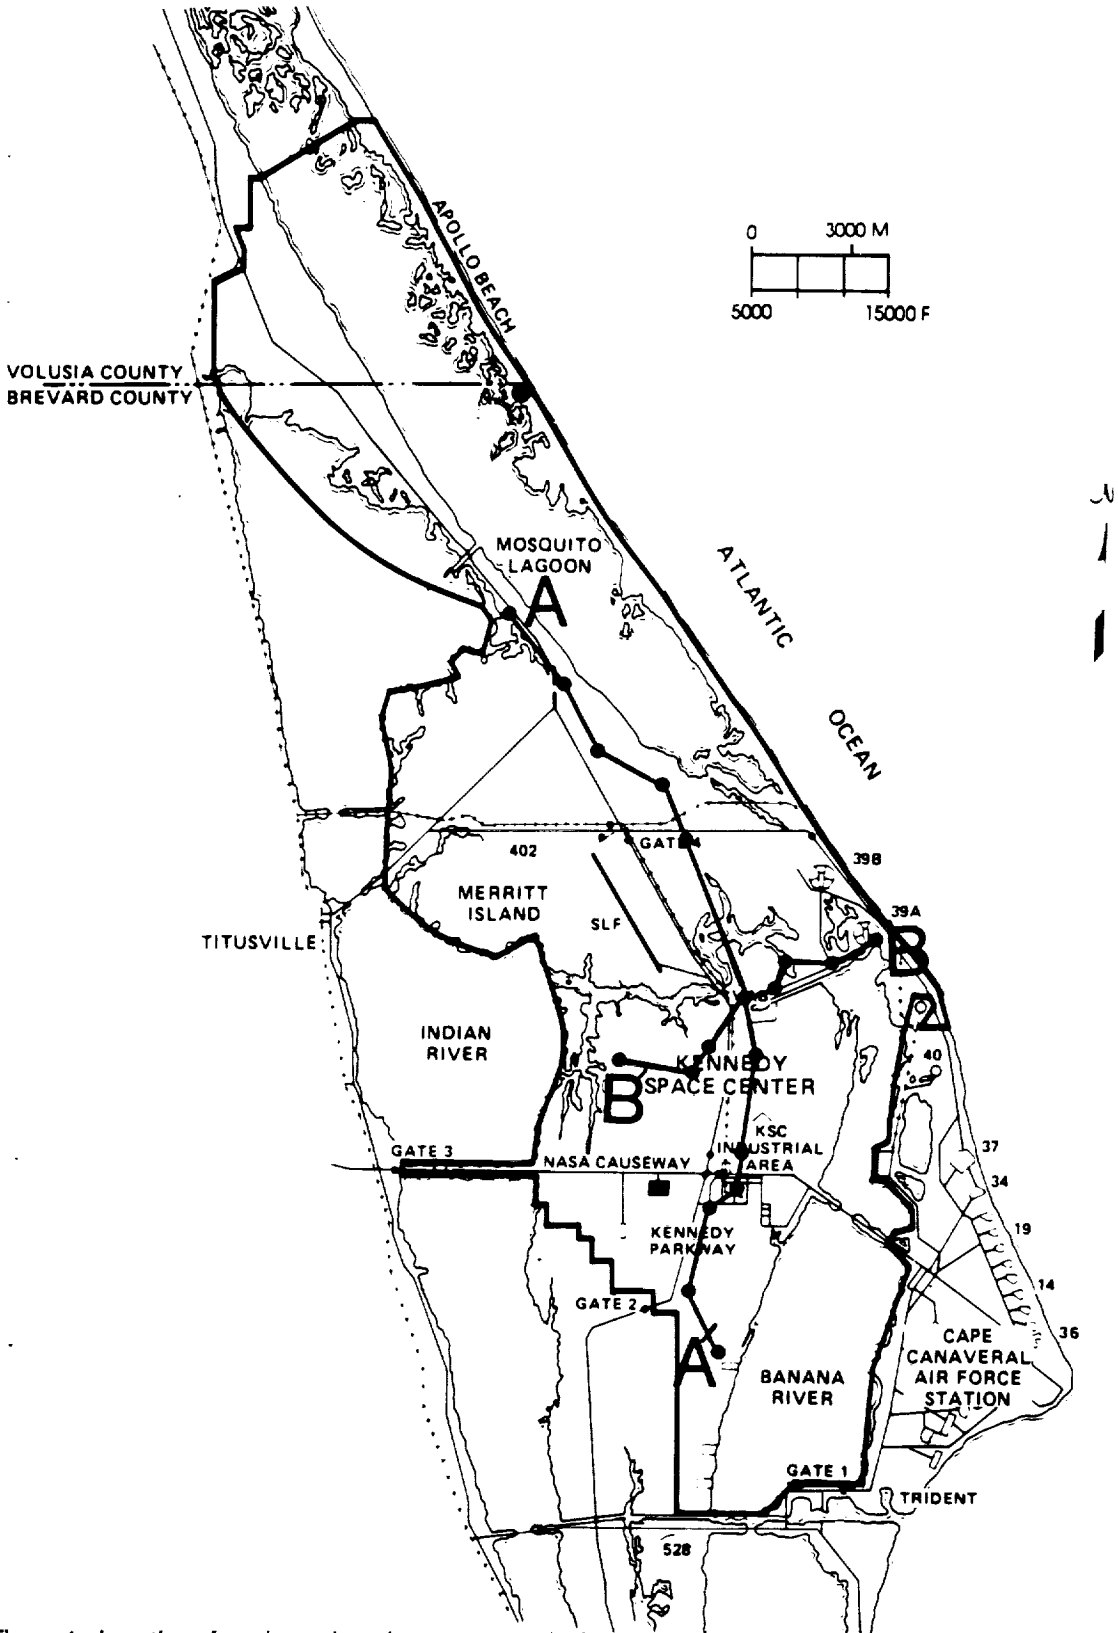 0 3000 M
5000 15000 F
APOLLO BEACH
VOLUSIA COUNTY
BREVARD COUNTY
MOSQUITO
LAGOON
A
ATLANTIC
OCEAN
GATE 4
402
39B
MERRITT
ISLAND
39A
SLF
TITUSVILLE
B
INDIAN
RIVER
2
40
KENNEDY
SPACE CENTER
B'
KSC
INDUSTRIAL
AREA
37
GATE 3
NASA CAUSEWAY
34
19
KENNEDY
PARKWAY
14
GATE 2
36
CAPE
CANAVERAL
AIR FORCE
STATION
A'
BANANA
RIVER
GATE 1
TRIDENT
528